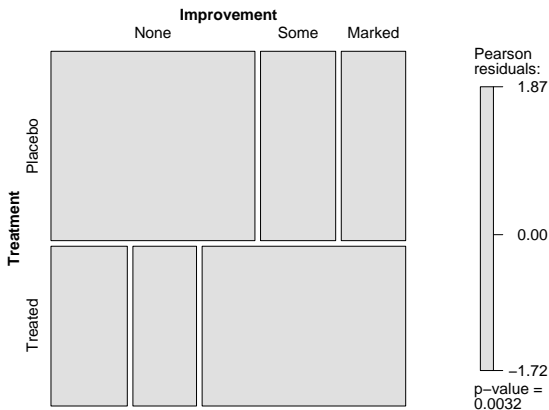 Improvement
None Some Marked
Treatment
Placebo
Treated
Pearson
residuals:
1.87
0.00
−1.72
p−value =
0.0032